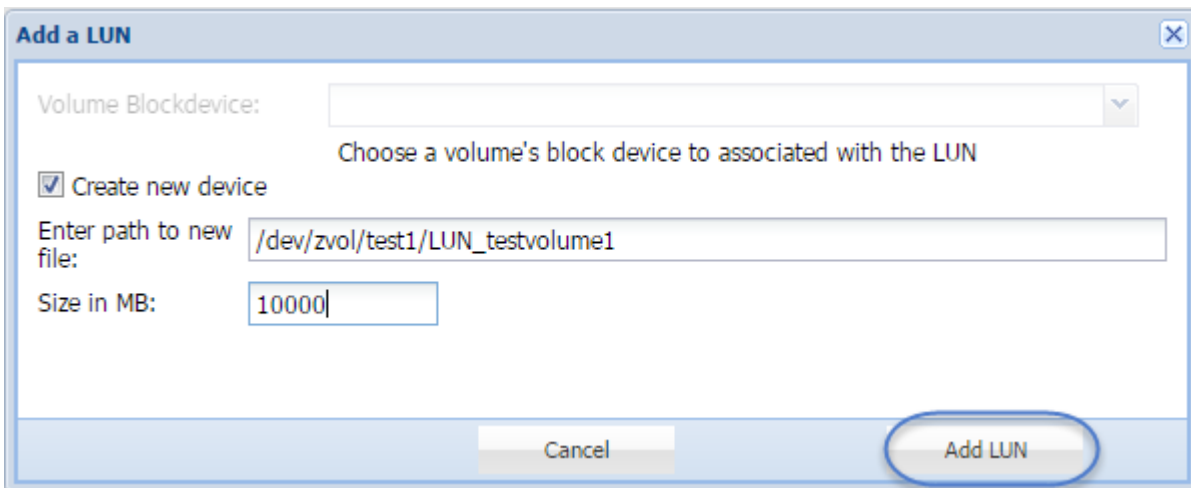 Add a LUN
Volume Blockdevice:
Choose a volume's block device to associated with the LUN
Create new device
Enter path to new
file:
/dev/zvol/test1/LUN_testvolume1
Size in MB:
10000
Cancel
Add LUN